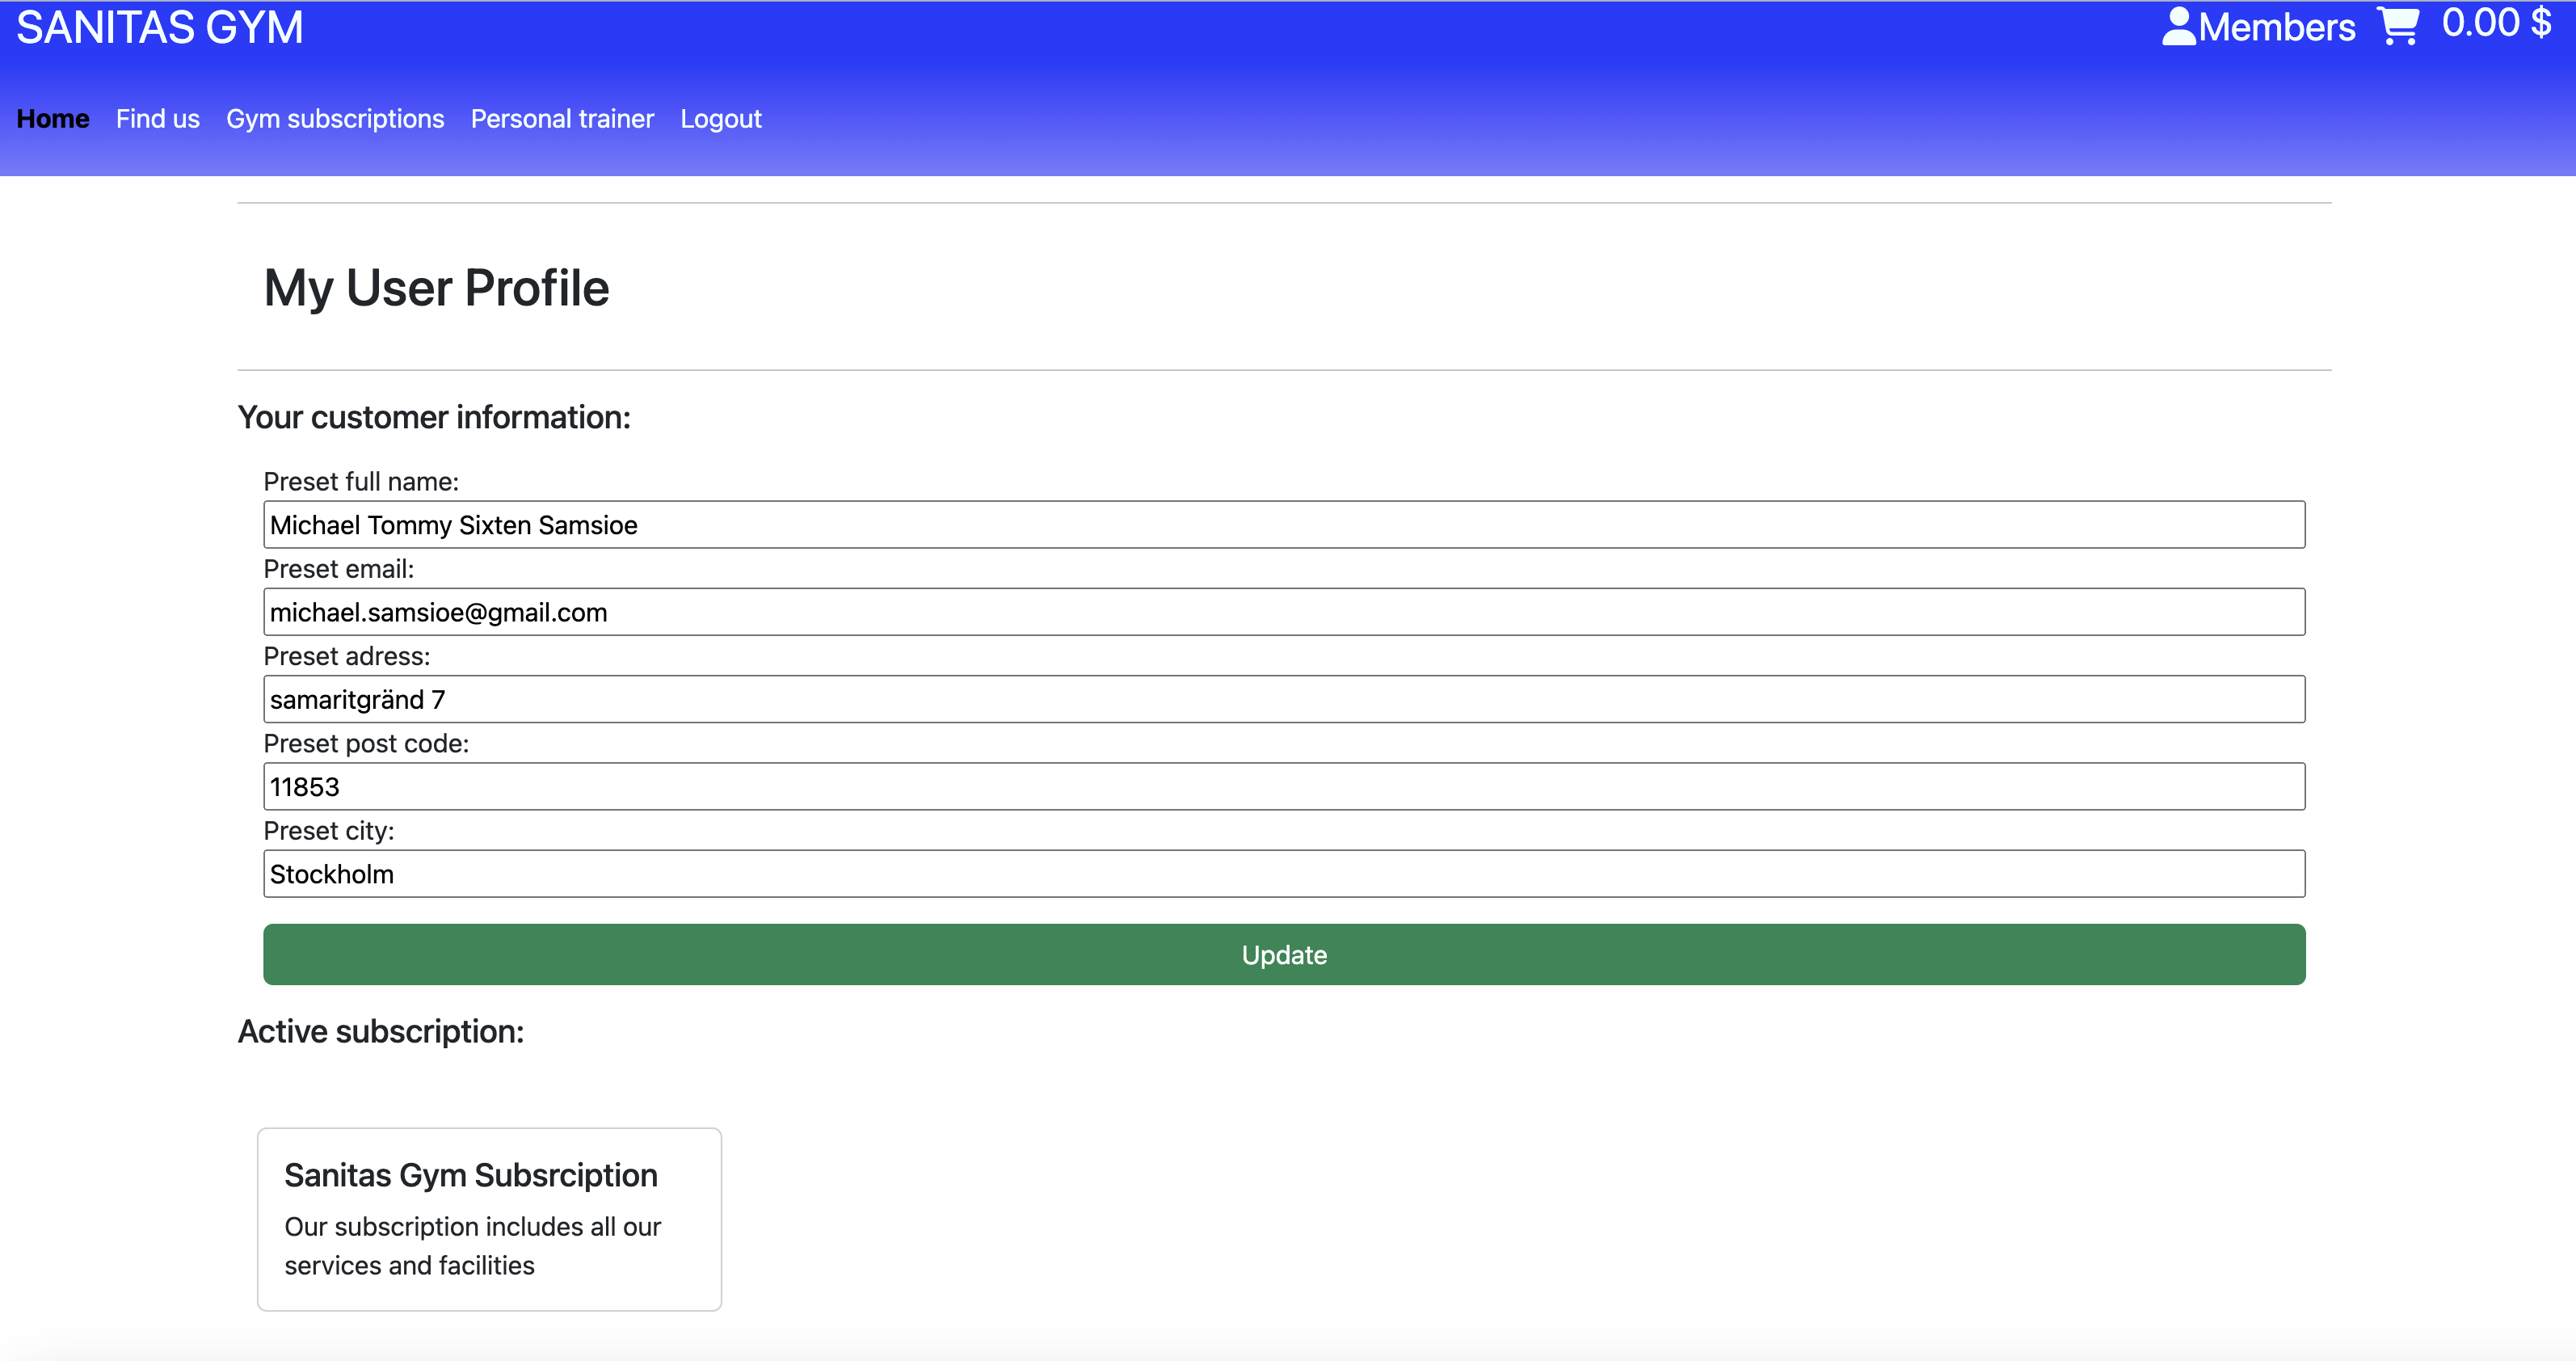 SANITAS GYM
Members 0.00 $
Home Find us Gym subscriptions Personal trainer Logout
My User Profile
Your customer information:
Preset full name:
Michael Tommy Sixten Samsioe
Preset email:
michael.samsioe@gmail.com
Preset adress:
samaritgränd 7
Preset post code:
11853
Preset city:
Stockholm
Update
Active subscription:
Sanitas Gym Subsrciption
Our subscription includes all our
services and facilities